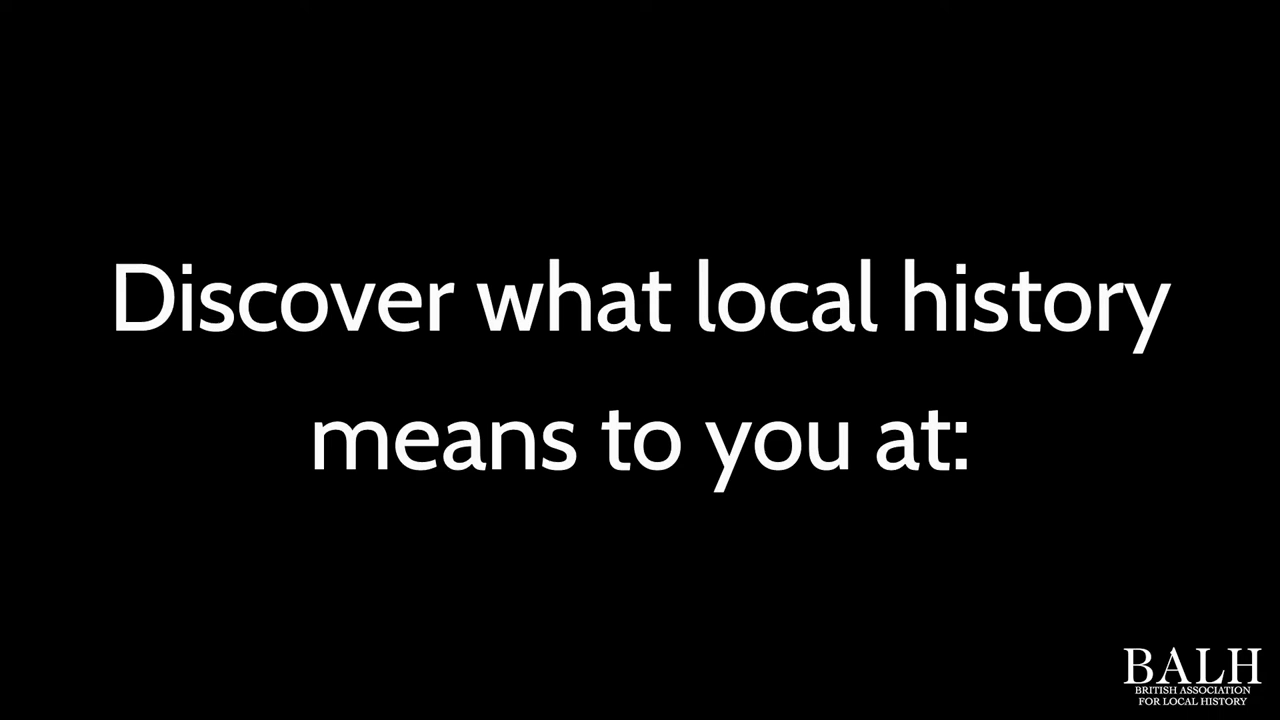 Discover what local history
means to you at:
BALH
BRITISH ASSOCIATION
FOR LOCAL HISTORY